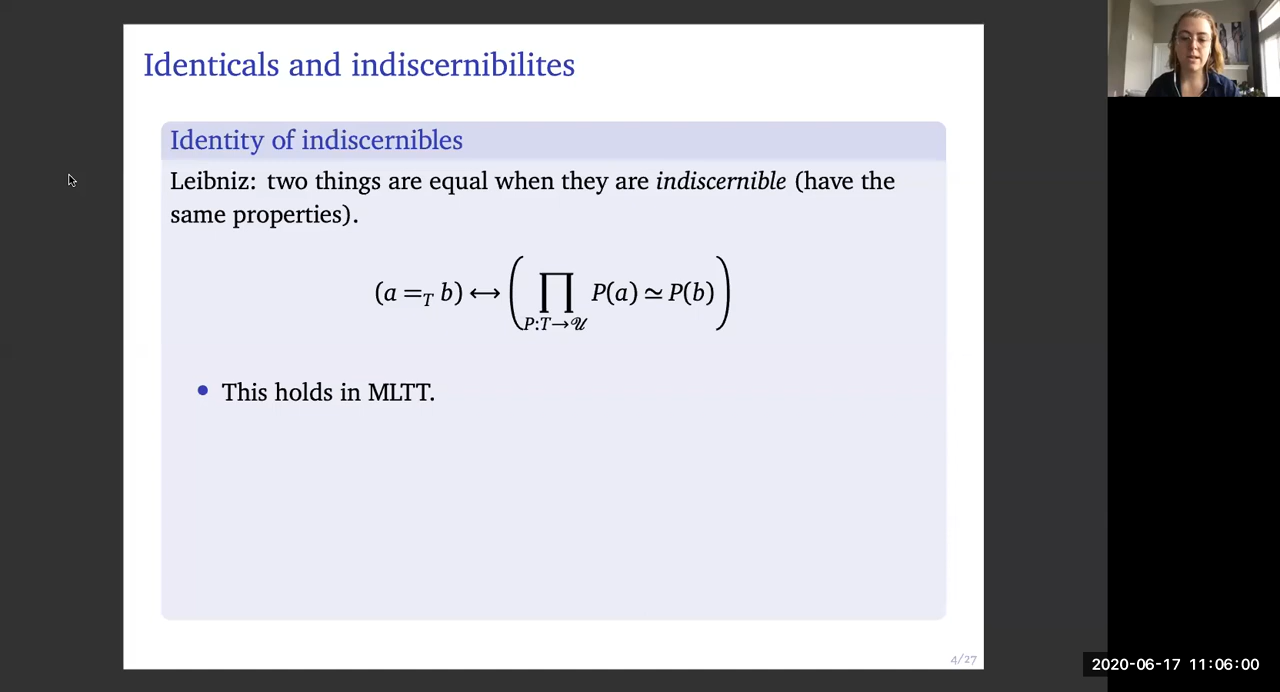 Identicals and indiscernibilites
Identity of indiscernibles
Leibniz: two things are equal when they are indiscernible (have the
same properties).
(a =_T b) ⟷ ( ∏_{P:T→𝒰} P(a) ≃ P(b) )
• This holds in MLTT.
4/27
2020-06-17 11:06:00